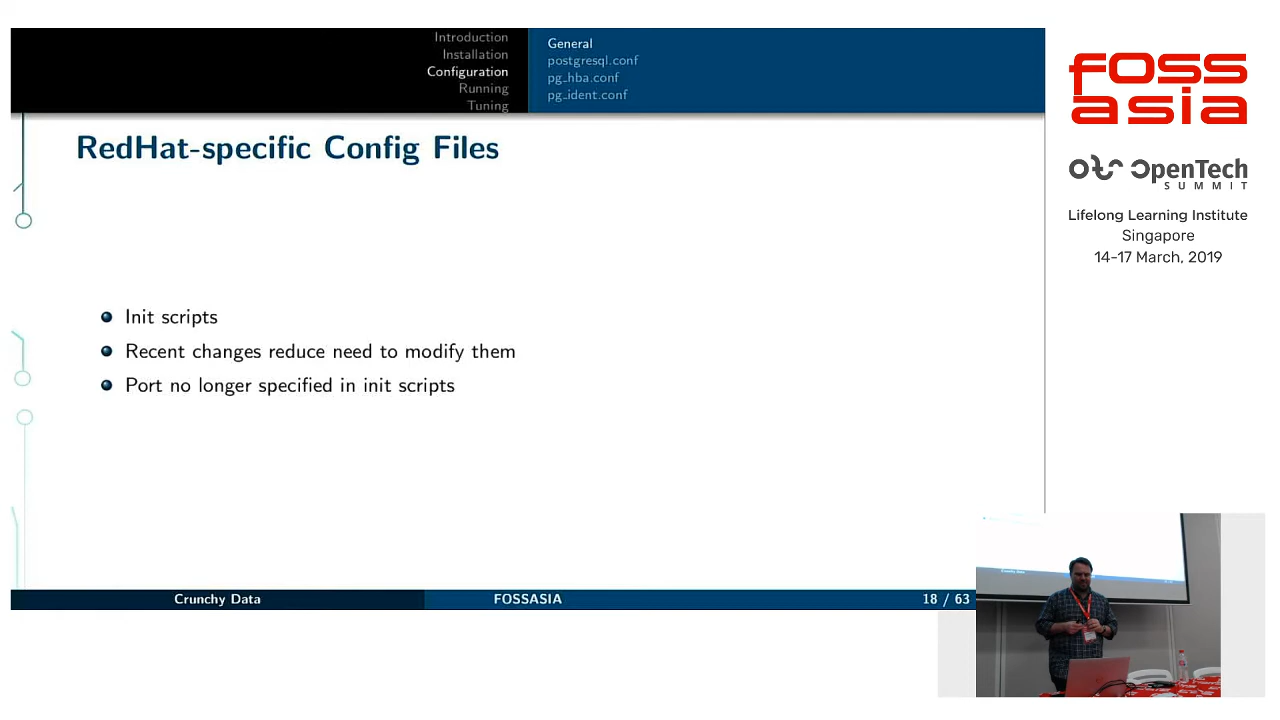 Introduction
Installation
Configuration
Running
Tuning
General
postgresql.conf
pg_hba.conf
pg_ident.conf
RedHat-specific Config Files
Init scripts
Recent changes reduce need to modify them
Port no longer specified in init scripts
Crunchy Data
FOSSASIA
18 / 63
FOSS
ASIA
OpenTech
SUMMIT
Lifelong Learning Institute
Singapore
14-17 March, 2019